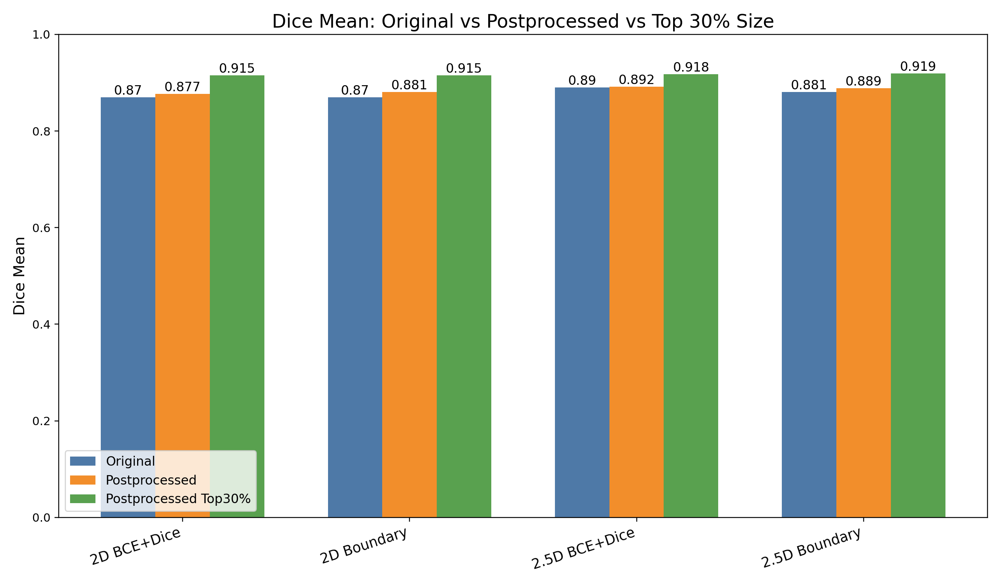 Dice Mean: Original vs Postprocessed vs Top 30% Size
Dice Mean
1.0
0.8
0.6
0.4
0.2
0.0
0.87
0.877
0.915
0.87
0.881
0.915
0.89
0.892
0.918
0.881
0.889
0.919
Original
Postprocessed
Postprocessed Top30%
2D BCE+Dice
2D Boundary
2.5D BCE+Dice
2.5D Boundary